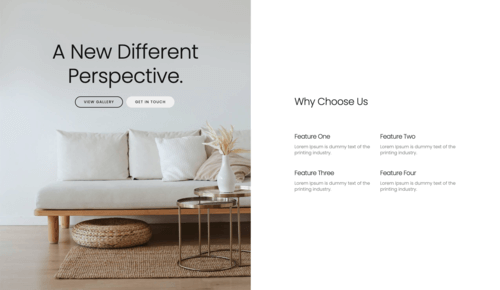 A New Different
Perspective.
VIEW GALLERY
GET IN TOUCH
Why Choose Us
Feature One
Lorem Ipsum is dummy text of the
printing industry.
Feature Two
Lorem Ipsum is dummy text of the
printing industry.
Feature Three
Lorem Ipsum is dummy text of the
printing industry.
Feature Four
Lorem Ipsum is dummy text of the
printing industry.